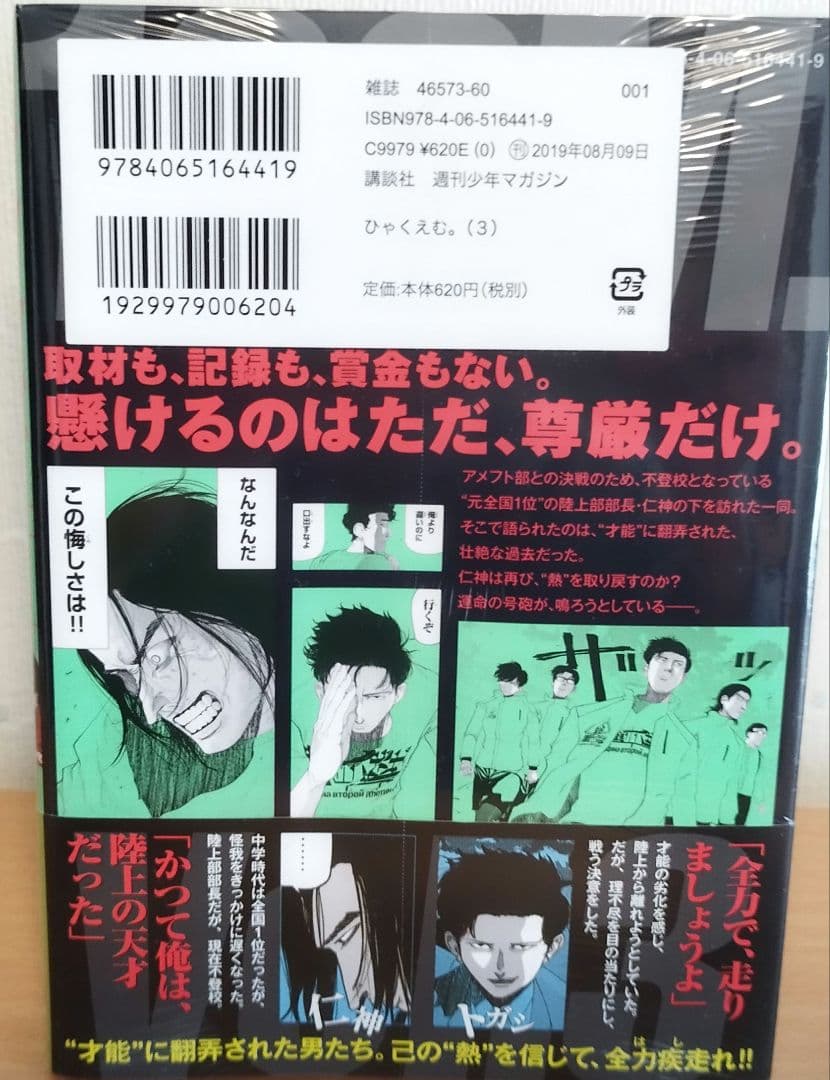 -4-06-516441-9
雑誌 46573-60
001
ISBN978-4-06-516441-9
C9979 ¥620E (0) ㊞2019年08月09日
講談社 週刊少年マガジン
ひゃくえむ。(3)
定価:本体620円(税別)
プラ
外装
9784065164419
1929979006204
取材も、記録も、賞金もない。
懸けるのはただ、尊厳だけ。
アメフト部との決戦のため、不登校となっている
“元全国1位”の陸上部部長・仁神の下を訪れた一同。
そこで語られたのは、“才能”に翻弄された、
壮絶な過去だった。
仁神は再び、“熱”を取り戻すのか?
運命の号砲が、鳴ろうとしている――。
なんなんだ
この悔しさは!!
俺より
遅いのに
口出すなよ
行くぞ
ザッ
ッ
「全力で、走り
ましょうよ」
才能の劣化を感じ、
陸上から離れようとしていた。
だが、理不尽を目の当たりにし、
戦う決意をした。
トガシ
……
仁神
中学時代は全国1位だったが、
怪我をきっかけに遅くなった。
陸上部部長だが、現在不登校。
「かつて俺は、
陸上の天才
だった」
“才能”に翻弄された男たち。己の“熱”を信じて、全力疾走れ!!
はし